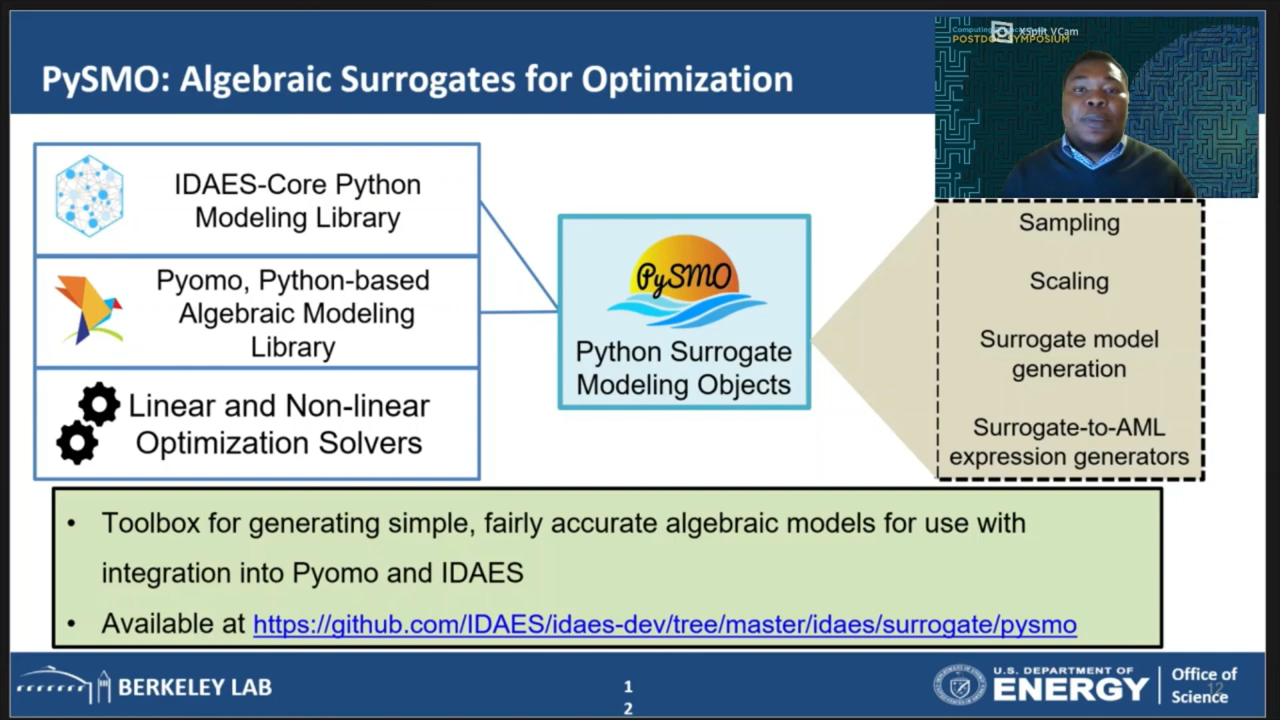 PySMO: Algebraic Surrogates for Optimization
XSplit VCam
POSTDOC SYMPOSIUM
IDAES-Core Python
Modeling Library
Pyomo, Python-based
Algebraic Modeling
Library
Linear and Non-linear
Optimization Solvers
PySMO
Python Surrogate
Modeling Objects
Sampling
Scaling
Surrogate model
generation
Surrogate-to-AML
expression generators
• Toolbox for generating simple, fairly accurate algebraic models for use with
integration into Pyomo and IDAES
• Available at https://github.com/IDAES/idaes-dev/tree/master/idaes/surrogate/pysmo
BERKELEY LAB
1
2
U.S. DEPARTMENT OF
ENERGY
Office of
Science
12